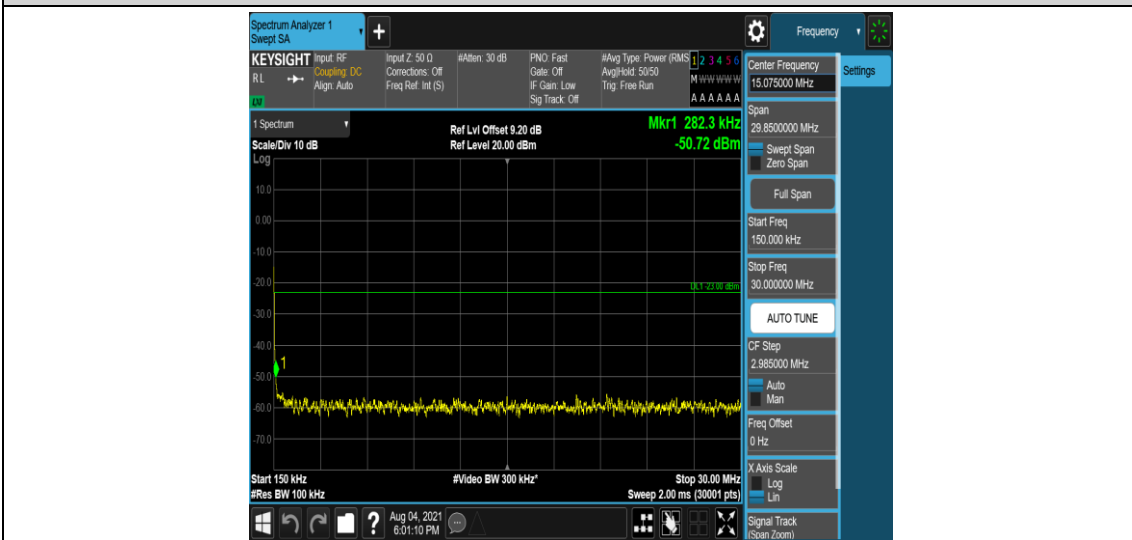 Spectrum Analyzer 1
Swept SA
+
Frequency
KEYSIGHT
RL
LXI
Input: RF
Coupling: DC
Align: Auto
Input Z: 50 Ω
Corrections: Off
Freq Ref: Int (S)
#Atten: 30 dB
PNO: Fast
Gate: Off
IF Gain: Low
Sig Track: Off
#Avg Type: Power (RMS
Avg|Hold: 50/50
Trig: Free Run
1 2 3 4 5 6
M W W W W W
A A A A A A
1 Spectrum
Scale/Div 10 dB
Log
Ref Lvl Offset 9.20 dB
Ref Level 20.00 dBm
Mkr1 282.3 kHz
-50.72 dBm
10.0
0.00
-10.0
-20.0
DL1 -23.00 dBm
-30.0
-40.0
1
-50.0
-60.0
-70.0
Start 150 kHz
#Res BW 100 kHz
#Video BW 300 kHz*
Stop 30.00 MHz
Sweep 2.00 ms (30001 pts)
?
Aug 04, 2021
6:01:10 PM
Center Frequency
15.075000 MHz
Settings
Span
29.8500000 MHz
Swept Span
Zero Span
Full Span
Start Freq
150.000 kHz
Stop Freq
30.000000 MHz
AUTO TUNE
CF Step
2.985000 MHz
Auto
Man
Freq Offset
0 Hz
X Axis Scale
Log
Lin
Signal Track
(Span Zoom)